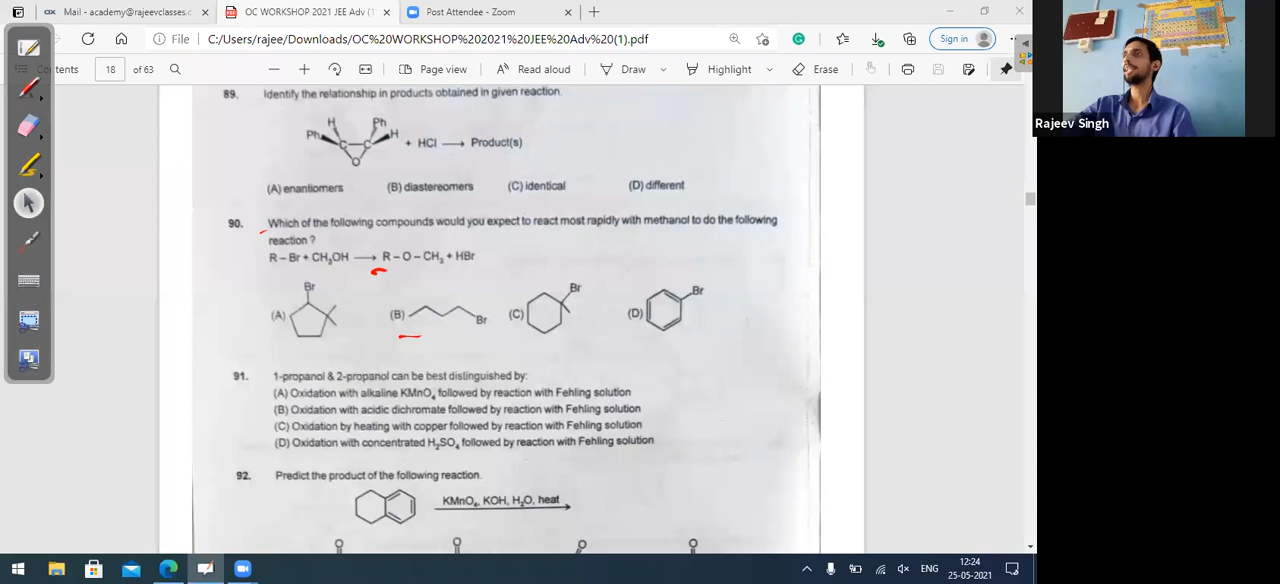 Mail - academy@rajeevclasses.c
OC WORKSHOP 2021 JEE Adv (1
Post Attendee - Zoom
File
C:/Users/rajee/Downloads/OC%20WORKSHOP%202021%20JEE%20Adv%20(1).pdf
Sign in
Contents
18 of 63
Page view
Read aloud
Draw
Highlight
Erase
Rajeev Singh
89. Identify the relationship in products obtained in given reaction.
H Ph
Ph C — C H + HCl ⟶ Product(s)
O
(A) enantiomers (B) diastereomers (C) identical (D) different
90. Which of the following compounds would you expect to react most rapidly with methanol to do the following
reaction ?
R – Br + CH₃OH ⟶ R – O – CH₃ + HBr
Br Br Br
(A) (B) Br (C) (D)
91. 1-propanol & 2-propanol can be best distinguished by:
(A) Oxidation with alkaline KMnO₄ followed by reaction with Fehling solution
(B) Oxidation with acidic dichromate followed by reaction with Fehling solution
(C) Oxidation by heating with copper followed by reaction with Fehling solution
(D) Oxidation with concentrated H₂SO₄ followed by reaction with Fehling solution
92. Predict the product of the following reaction.
KMnO₄, KOH, H₂O, heat
O O O O
ENG
12:24
25-05-2021